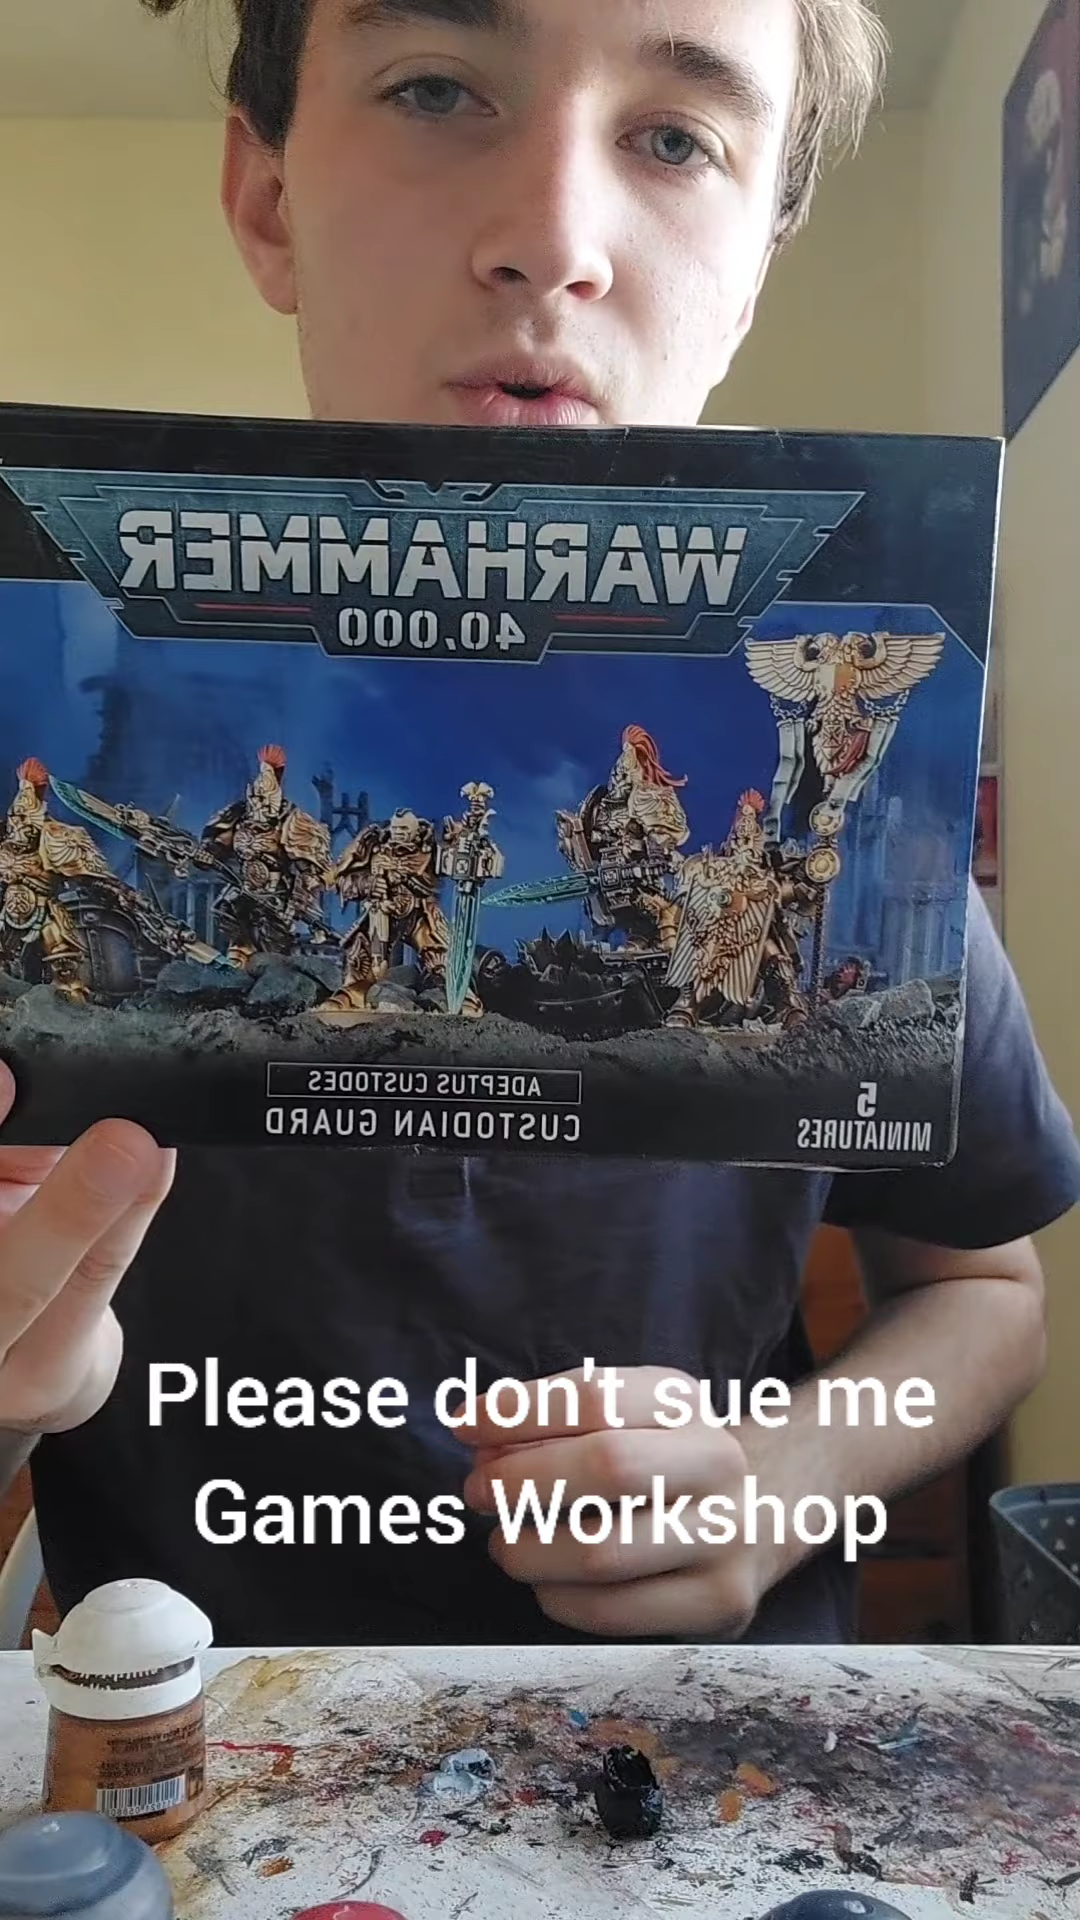 WARHAMMER
40,000
ADEPTUS CUSTODES
CUSTODIAN GUARD
5
MINIATURES
Please don't sue me
Games Workshop